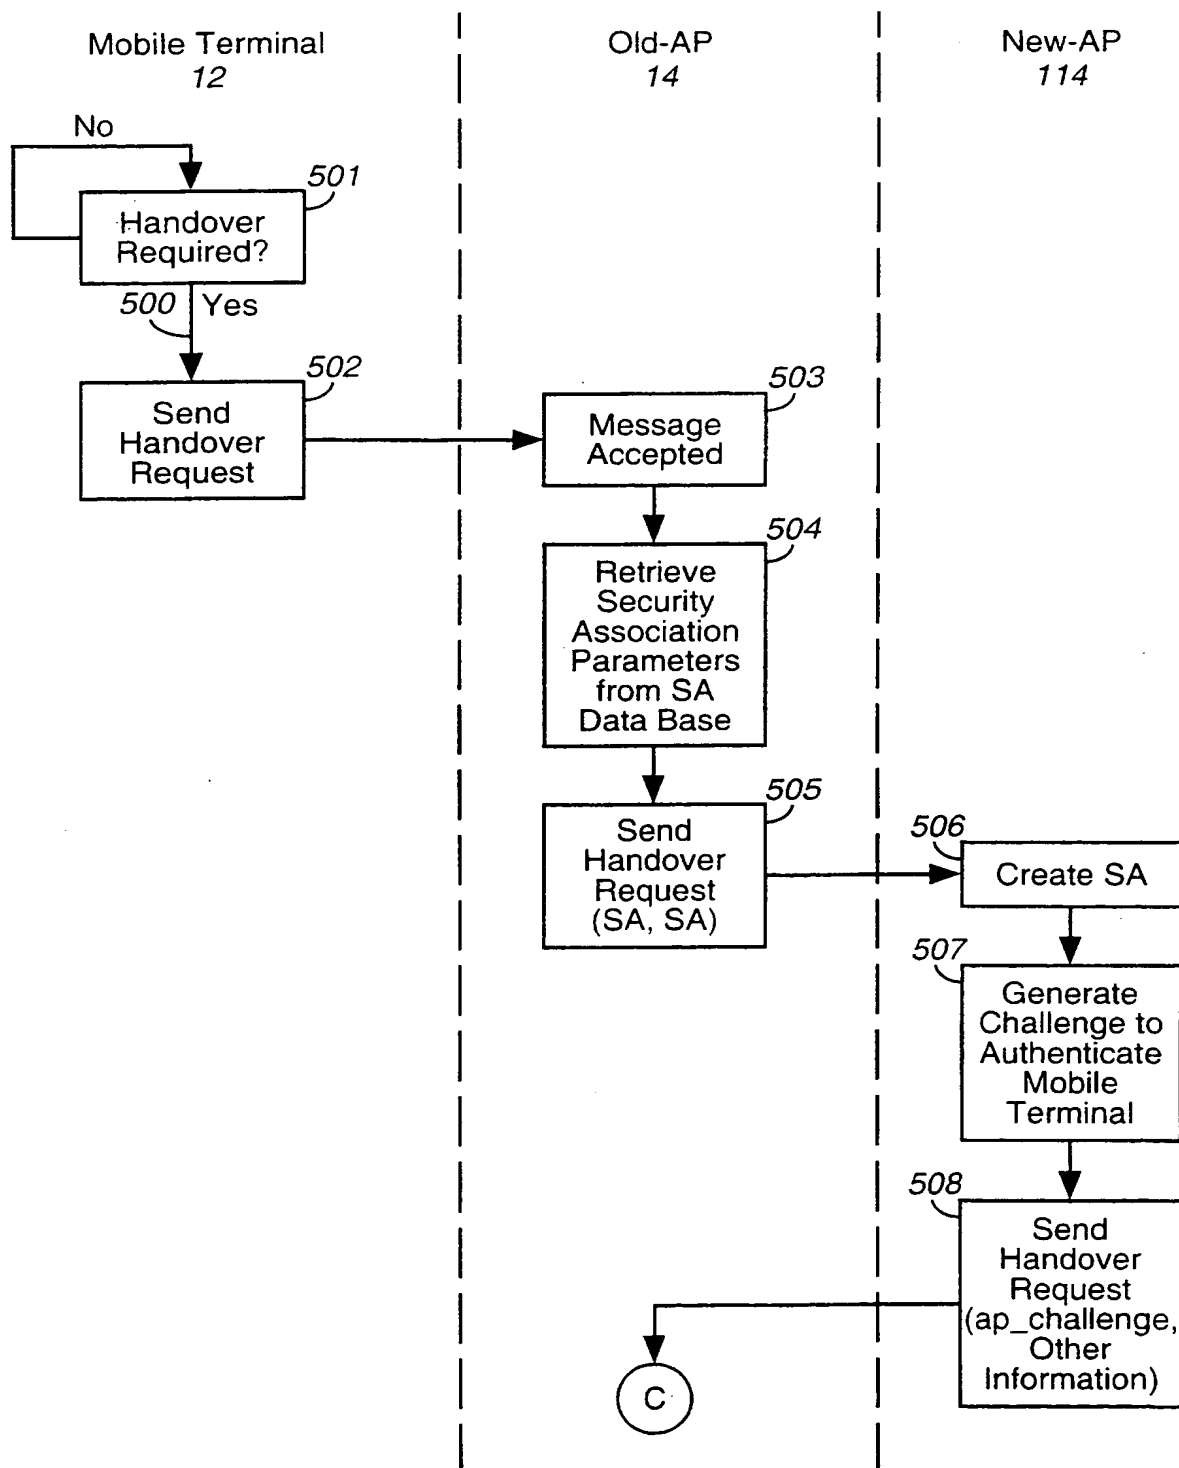 Mobile Terminal
12
Old-AP
14
New-AP
114
No
501
Handover
Required?
500
Yes
502
Send
Handover
Request
503
Message
Accepted
504
Retrieve
Security
Association
Parameters
from SA
Data Base
505
Send
Handover
Request
(SA, SA)
506
Create SA
507
Generate
Challenge to
Authenticate
Mobile
Terminal
508
Send
Handover
Request
(ap_challenge,
Other
Information)
C